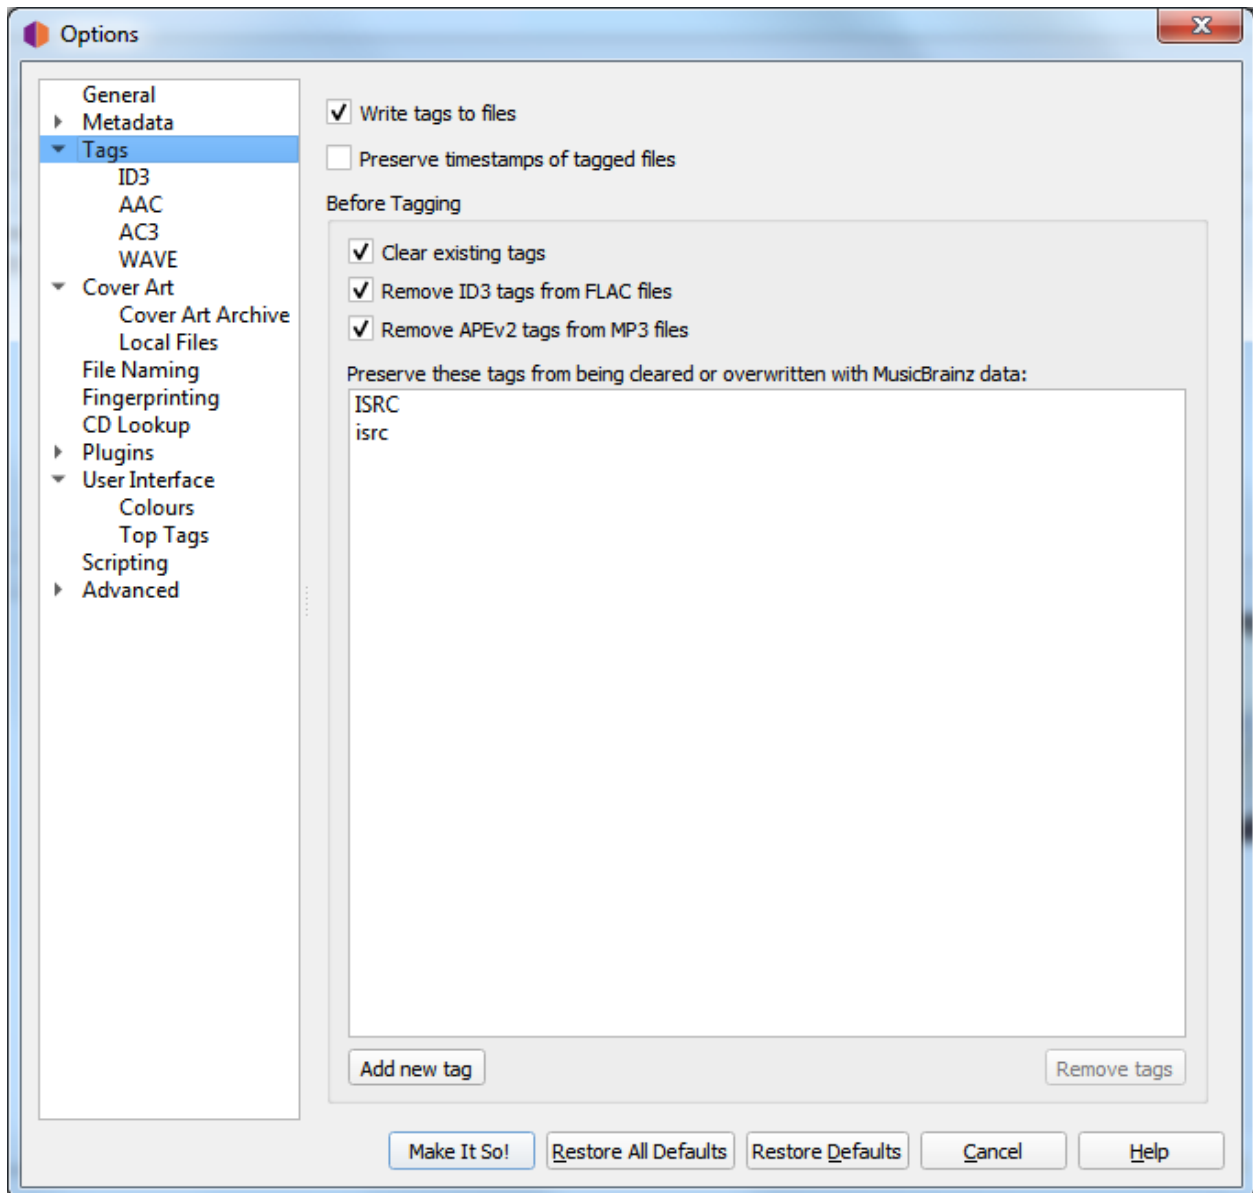 Options
General
Metadata
Tags
ID3
AAC
AC3
WAVE
Cover Art
Cover Art Archive
Local Files
File Naming
Fingerprinting
CD Lookup
Plugins
User Interface
Colours
Top Tags
Scripting
Advanced
Write tags to files
Preserve timestamps of tagged files
Before Tagging
Clear existing tags
Remove ID3 tags from FLAC files
Remove APEv2 tags from MP3 files
Preserve these tags from being cleared or overwritten with MusicBrainz data:
ISRC
isrc
Add new tag
Remove tags
Make It So!
Restore All Defaults
Restore Defaults
Cancel
Help